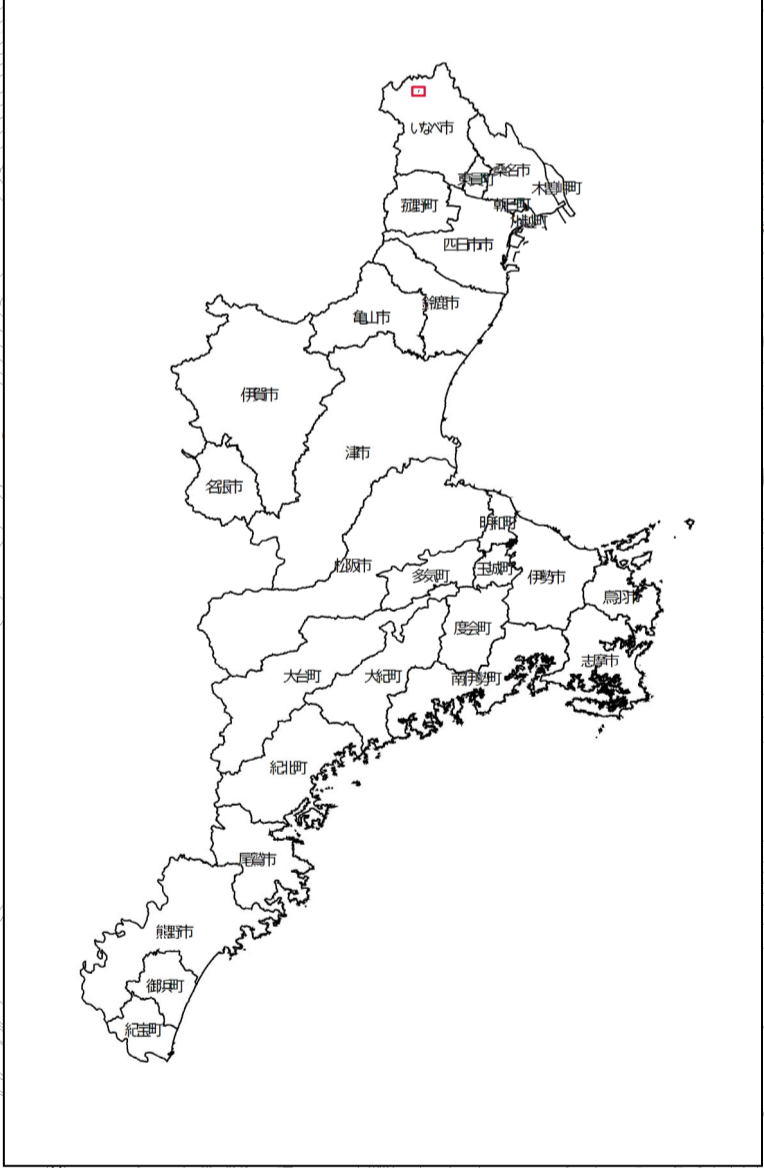 いなべ市
桑名市
東員町
木曽岬町
菰野町
朝日町
川越町
四日市市
鈴鹿市
亀山市
伊賀市
津市
名張市
明和町
松阪市
多気町
玉城町
伊勢市
鳥羽市
度会町
志摩市
大台町
大紀町
南伊勢町
紀北町
尾鷲市
熊野市
御浜町
紀宝町